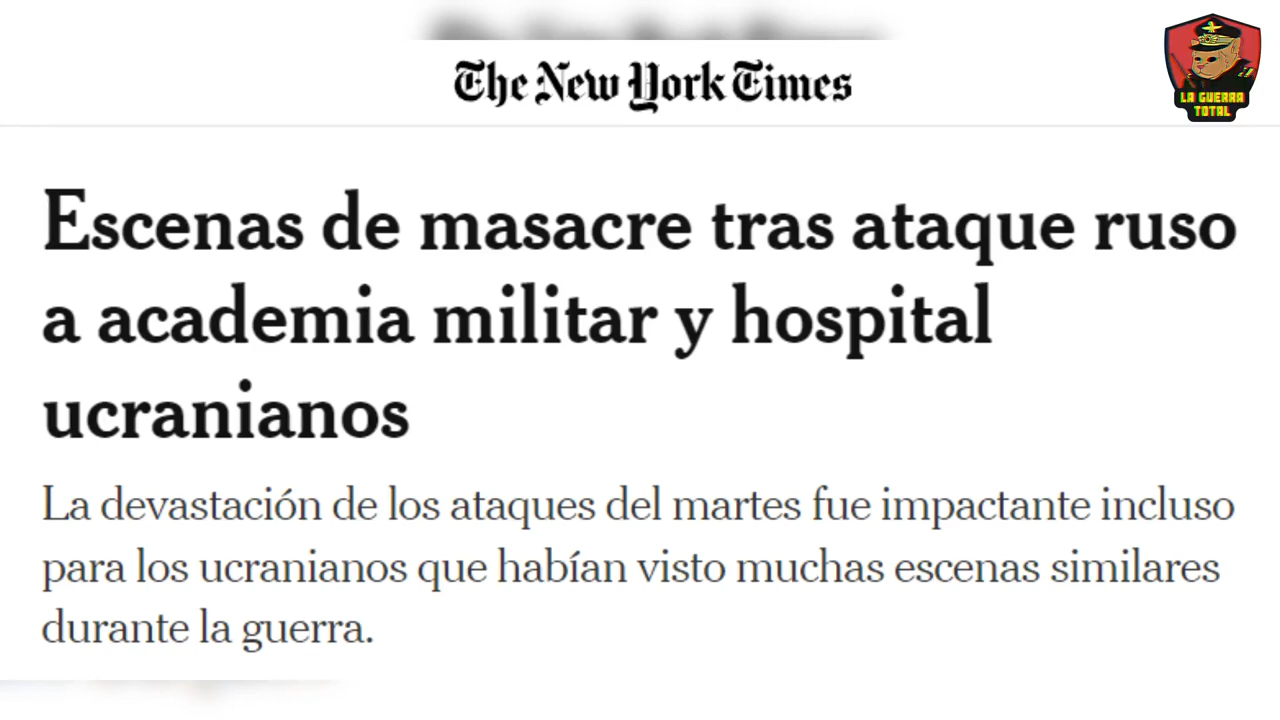 The New York Times
LA GUERRA
TOTAL
Escenas de masacre tras ataque ruso
a academia militar y hospital
ucranianos
La devastación de los ataques del martes fue impactante incluso
para los ucranianos que habían visto muchas escenas similares
durante la guerra.